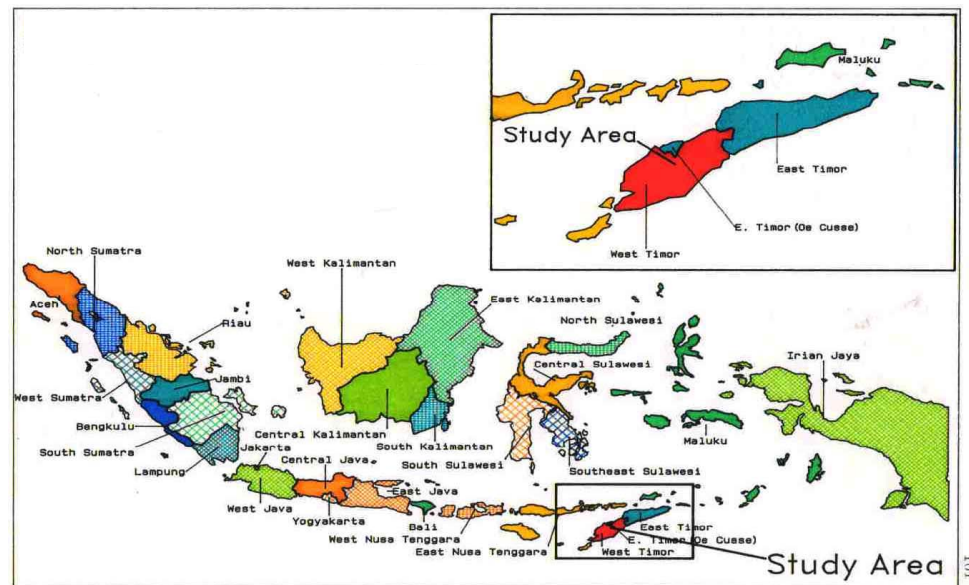 Maluku
Study Area
East Timor
E. Timor (Oe Cusse)
West Timor
North Sumatra
West Kalimantan
Aceh
East Kalimantan
Riau
North Sulawesi
Irian Jaya
Central Sulawesi
Jambi
West Sumatra
Bengkulu
Central Kalimantan
South Kalimantan
Maluku
South Sumatra
Jakarta
South Sulawesi
Lampung
Central Java
Southeast Sulawesi
East Java
West Java
Yogyakarta
Bali
West Nusa Tenggara
East Timor
East Nusa Tenggara
E. Timor (Oe Cusse)
West Timor
Study Area